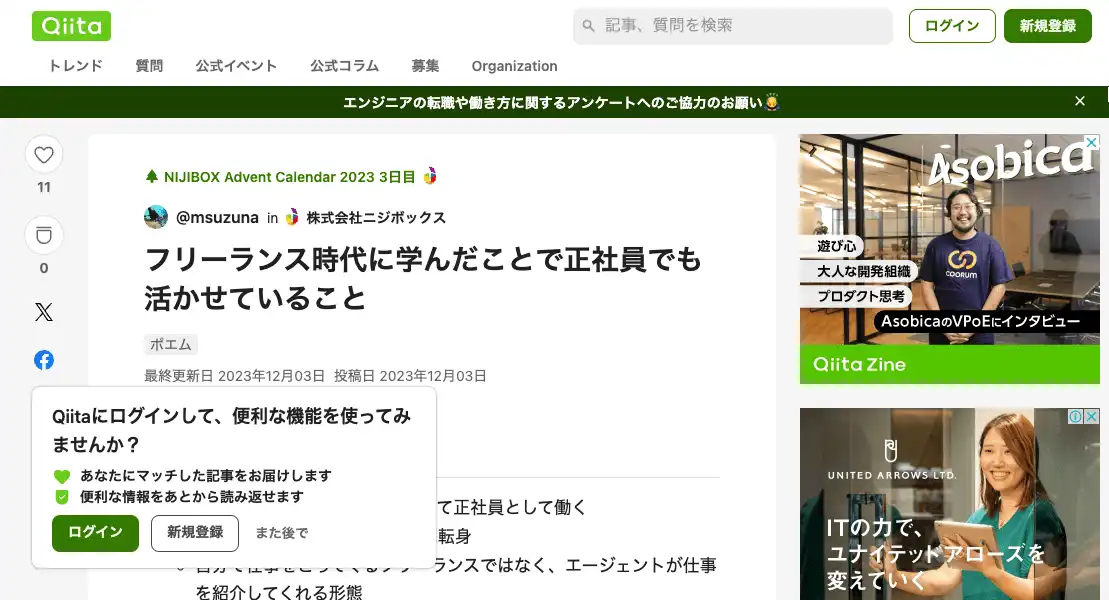 Qiita
記事、質問を検索
ログイン
新規登録
トレンド 質問 公式イベント 公式コラム 募集 Organization
エンジニアの転職や働き方に関するアンケートへのご協力のお願い
11
0
NIJIBOX Advent Calendar 2023 3日目
@msuzuna in 株式会社ニジボックス
フリーランス時代に学んだことで正社員でも
活かせていること
ポエム
最終更新日 2023年12月03日 投稿日 2023年12月03日
Qiitaにログインして、便利な機能を使ってみ
ませんか？
あなたにマッチした記事をお届けします
便利な情報をあとから読み返せます
ログイン
新規登録
また後で
て正社員として働く
転身
ランスではなく、エージェントが仕事
を紹介してくれる形態
Asobica
遊び心
大人な開発組織
プロダクト思考
COORUM
AsobicaのVPoEにインタビュー
Qiita Zine
UNITED ARROWS LTD.
ITの力で、
ユナイテッドアローズを
変えていく